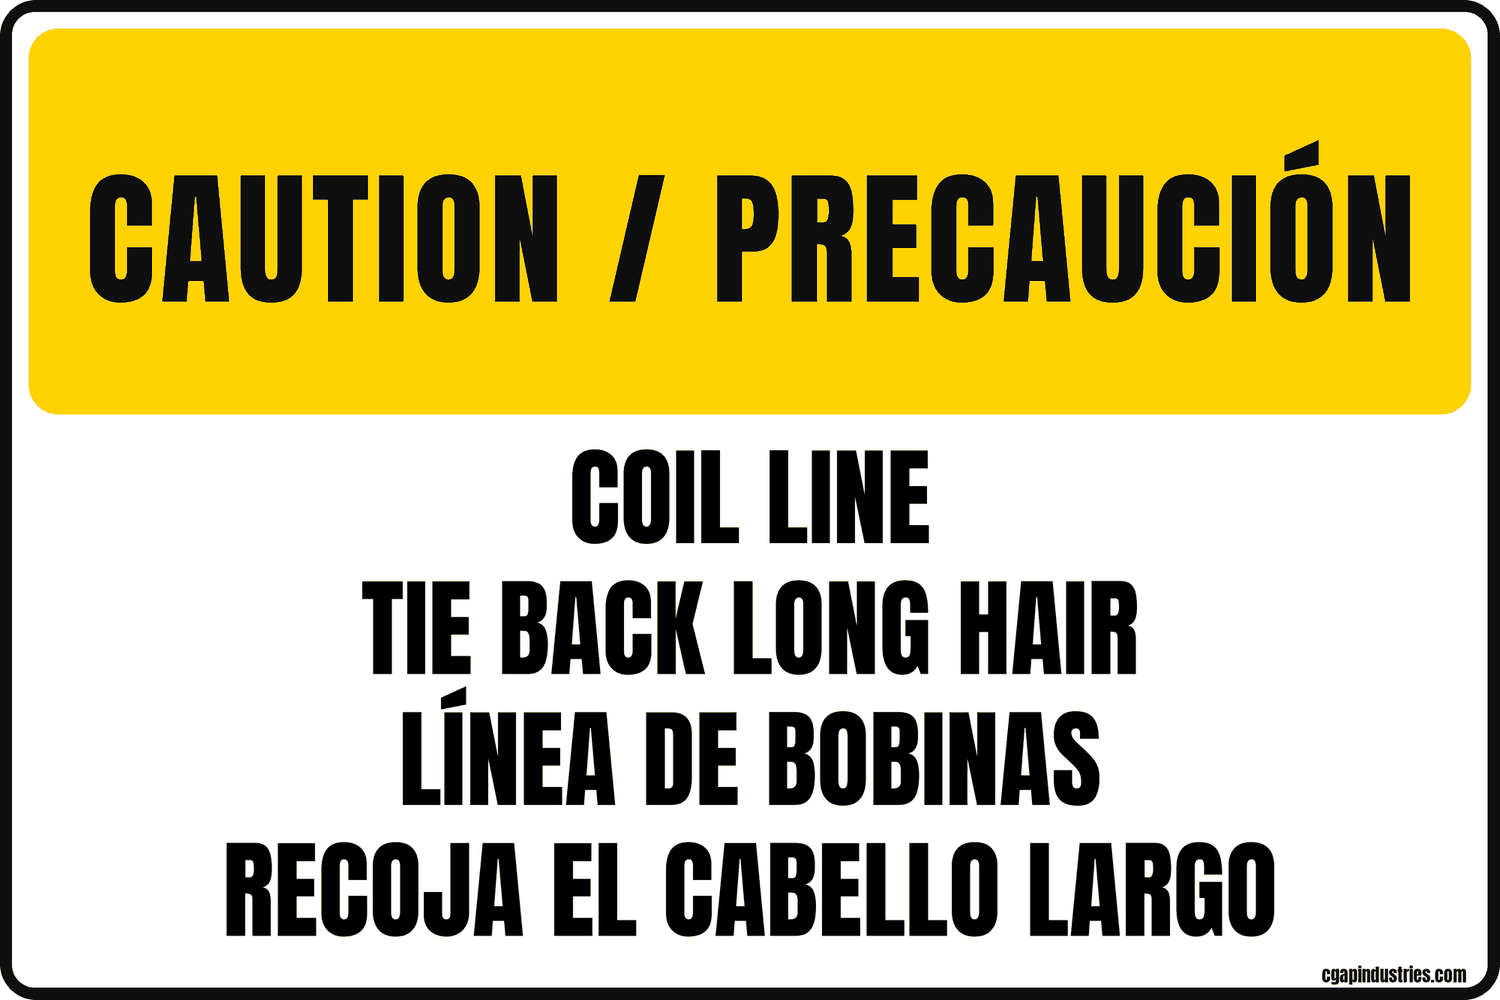 CAUTION / PRECAUCIÓN
COIL LINE
TIE BACK LONG HAIR
LÍNEA DE BOBINAS
RECOJA EL CABELLO LARGO
cgapindustries.com